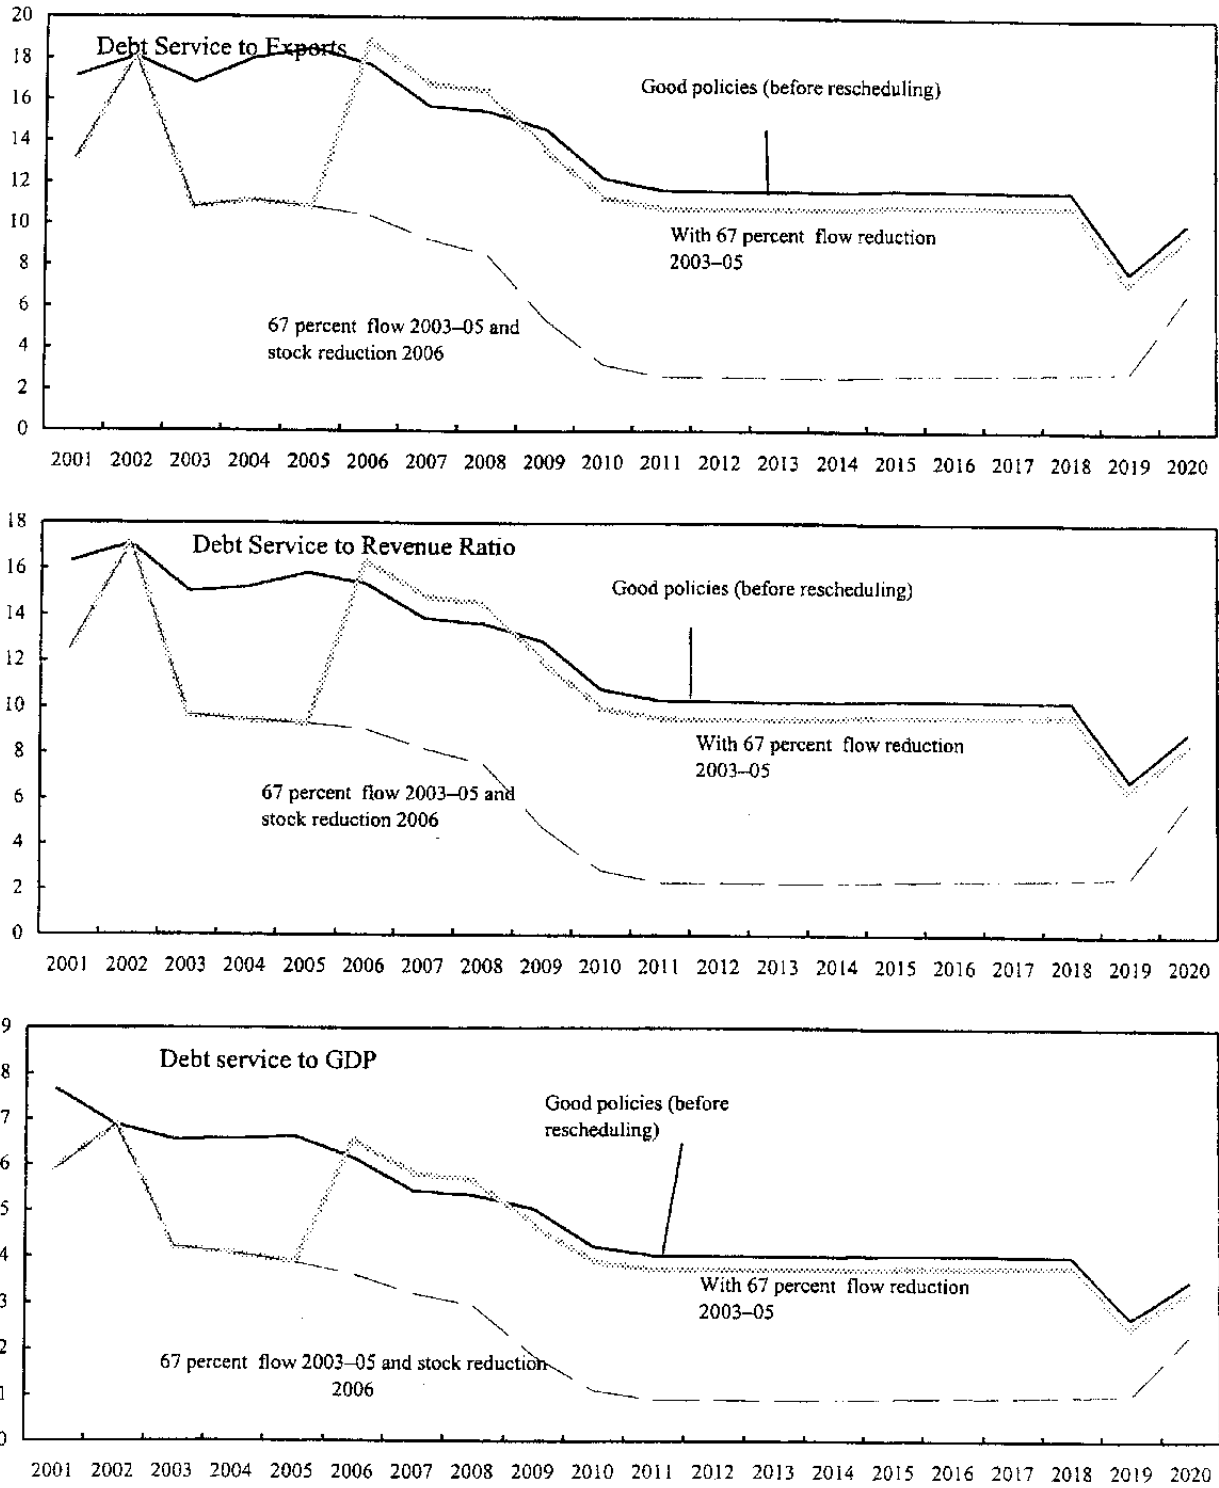 20
Debt Service to Exports
18
Good policies (before rescheduling)
16
14
12
10
With 67 percent flow reduction
2003–05
8
6
67 percent flow 2003–05 and
stock reduction 2006
4
2
0
2001 2002 2003 2004 2005 2006 2007 2008 2009 2010 2011 2012 2013 2014 2015 2016 2017 2018 2019 2020
18
Debt Service to Revenue Ratio
16
Good policies (before rescheduling)
14
12
10
With 67 percent flow reduction
2003–05
8
6
67 percent flow 2003–05 and
stock reduction 2006
4
2
0
2001 2002 2003 2004 2005 2006 2007 2008 2009 2010 2011 2012 2013 2014 2015 2016 2017 2018 2019 2020
9
Debt service to GDP
8
Good policies (before
rescheduling)
7
6
5
4
With 67 percent flow reduction
2003–05
3
2
67 percent flow 2003–05 and stock reduction
2006
1
0
2001 2002 2003 2004 2005 2006 2007 2008 2009 2010 2011 2012 2013 2014 2015 2016 2017 2018 2019 2020